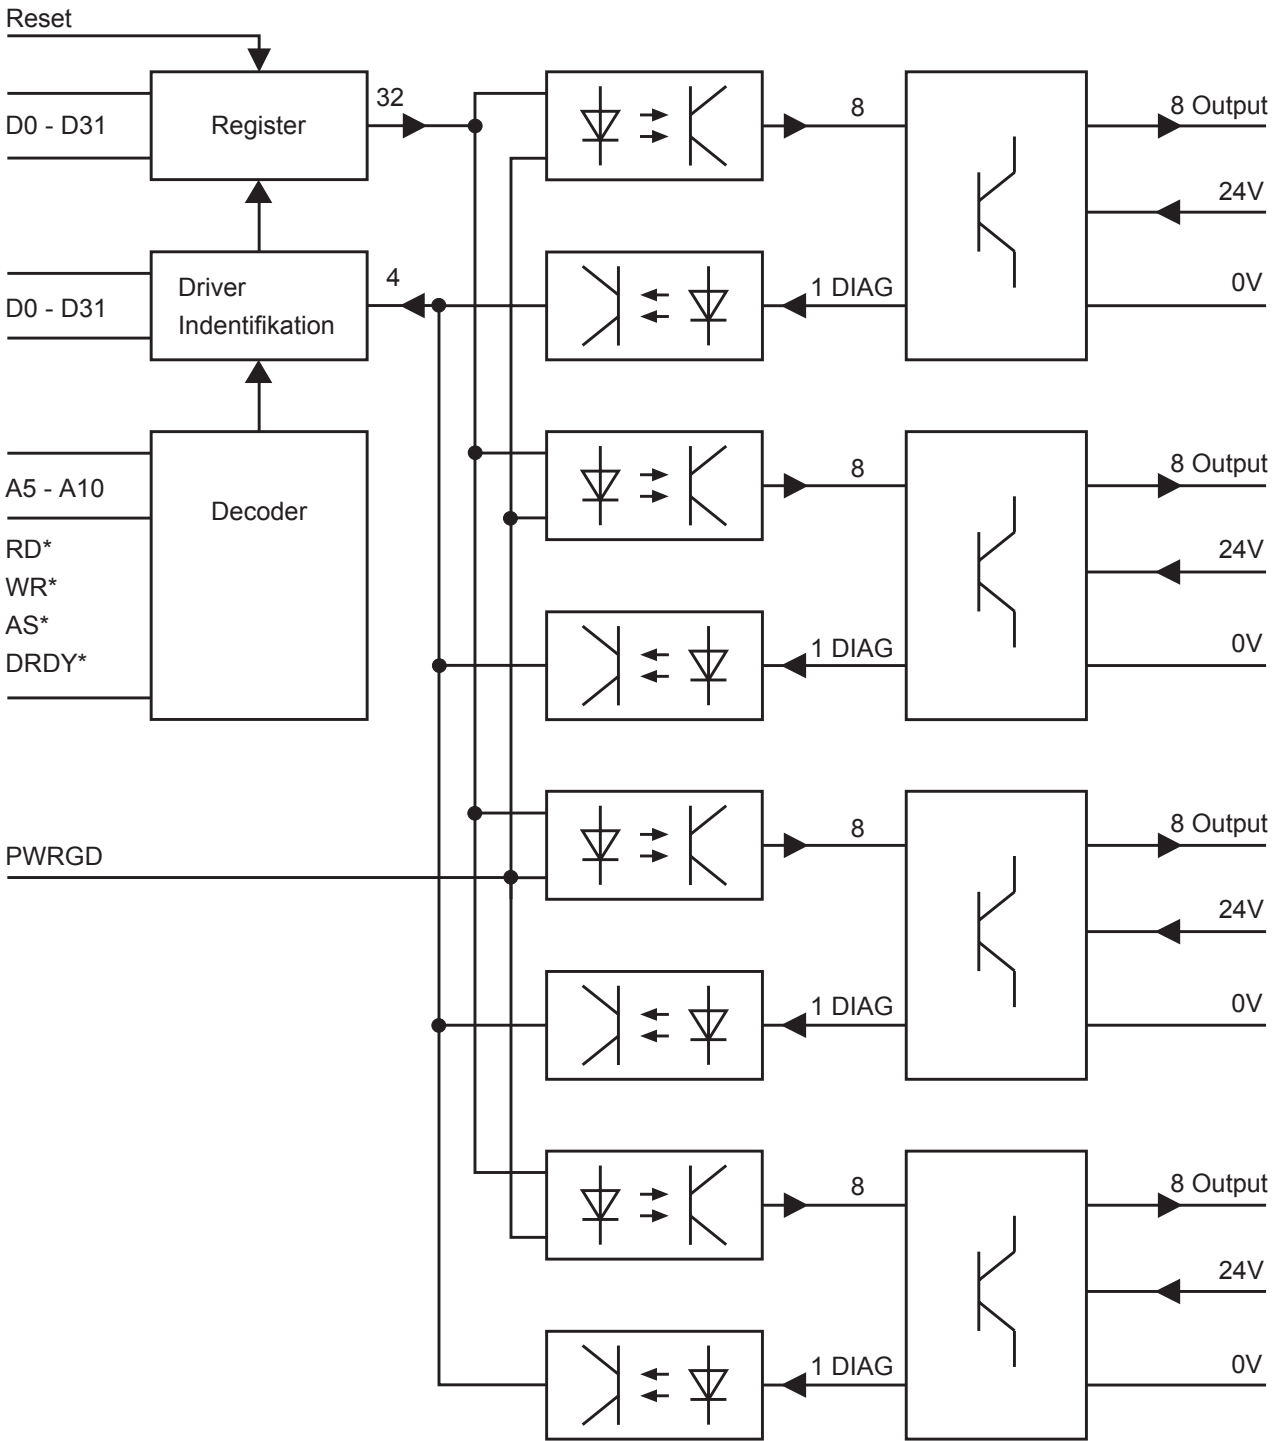 Reset
D0 - D31
Register
32
8
8 Output
24V
D0 - D31
Driver
Indentifikation
4
1 DIAG
0V
A5 - A10
RD*
WR*
AS*
DRDY*
Decoder
8
8 Output
24V
1 DIAG
0V
PWRGD
8
8 Output
24V
1 DIAG
0V
8
8 Output
24V
1 DIAG
0V